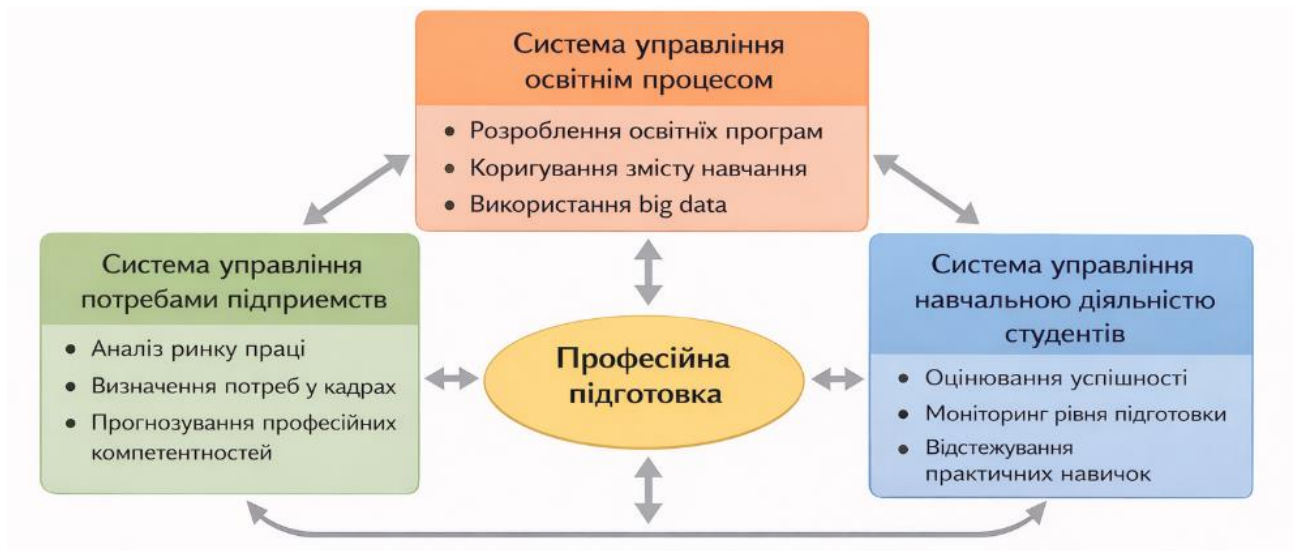 Система управління
освітнім процесом
• Розроблення освітніх програм
• Коригування змісту навчання
• Використання big data
Система управління
потребами підприємств
• Аналіз ринку праці
• Визначення потреб у кадрах
• Прогнозування професійних
компетентностей
Професійна
підготовка
Система управління
навчальною діяльністю
студентів
• Оцінювання успішності
• Моніторинг рівня підготовки
• Відстежування
практичних навичок